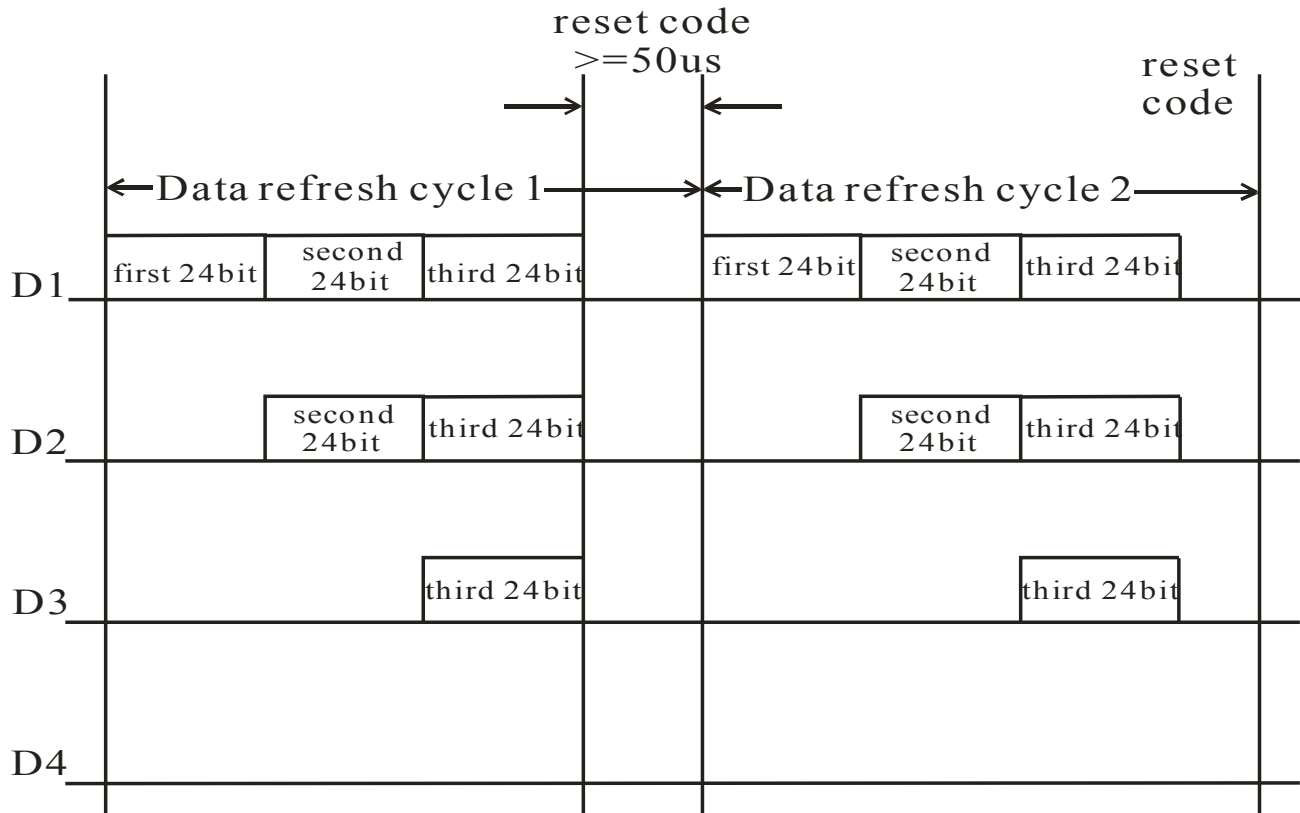 reset code
>=50us
reset
code
Data refresh cycle 1
Data refresh cycle 2
D1
first 24bit
second
24bit
third 24bit
first 24bit
second
24bit
third 24bit
D2
second
24bit
third 24bit
second
24bit
third 24bit
D3
third 24bit
third 24bit
D4